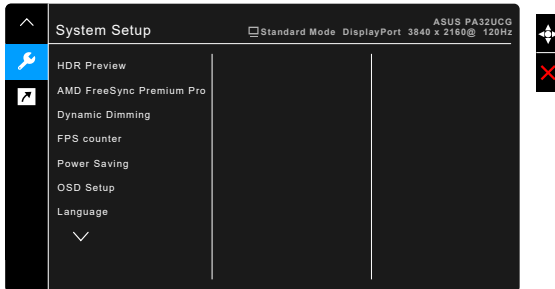 System Setup
ASUS PA32UCG
Standard Mode DisplayPort 3840 x 2160@ 120Hz
HDR Preview
AMD FreeSync Premium Pro
Dynamic Dimming
FPS counter
Power Saving
OSD Setup
Language